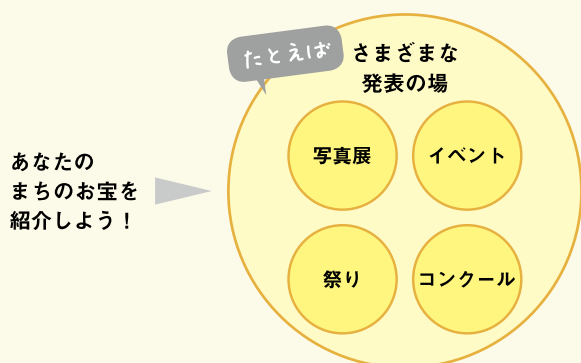 あなたの
まちのお宝を
紹介しよう！
たとえば
さまざまな
発表の場
写真展
イベント
祭り
コンクール